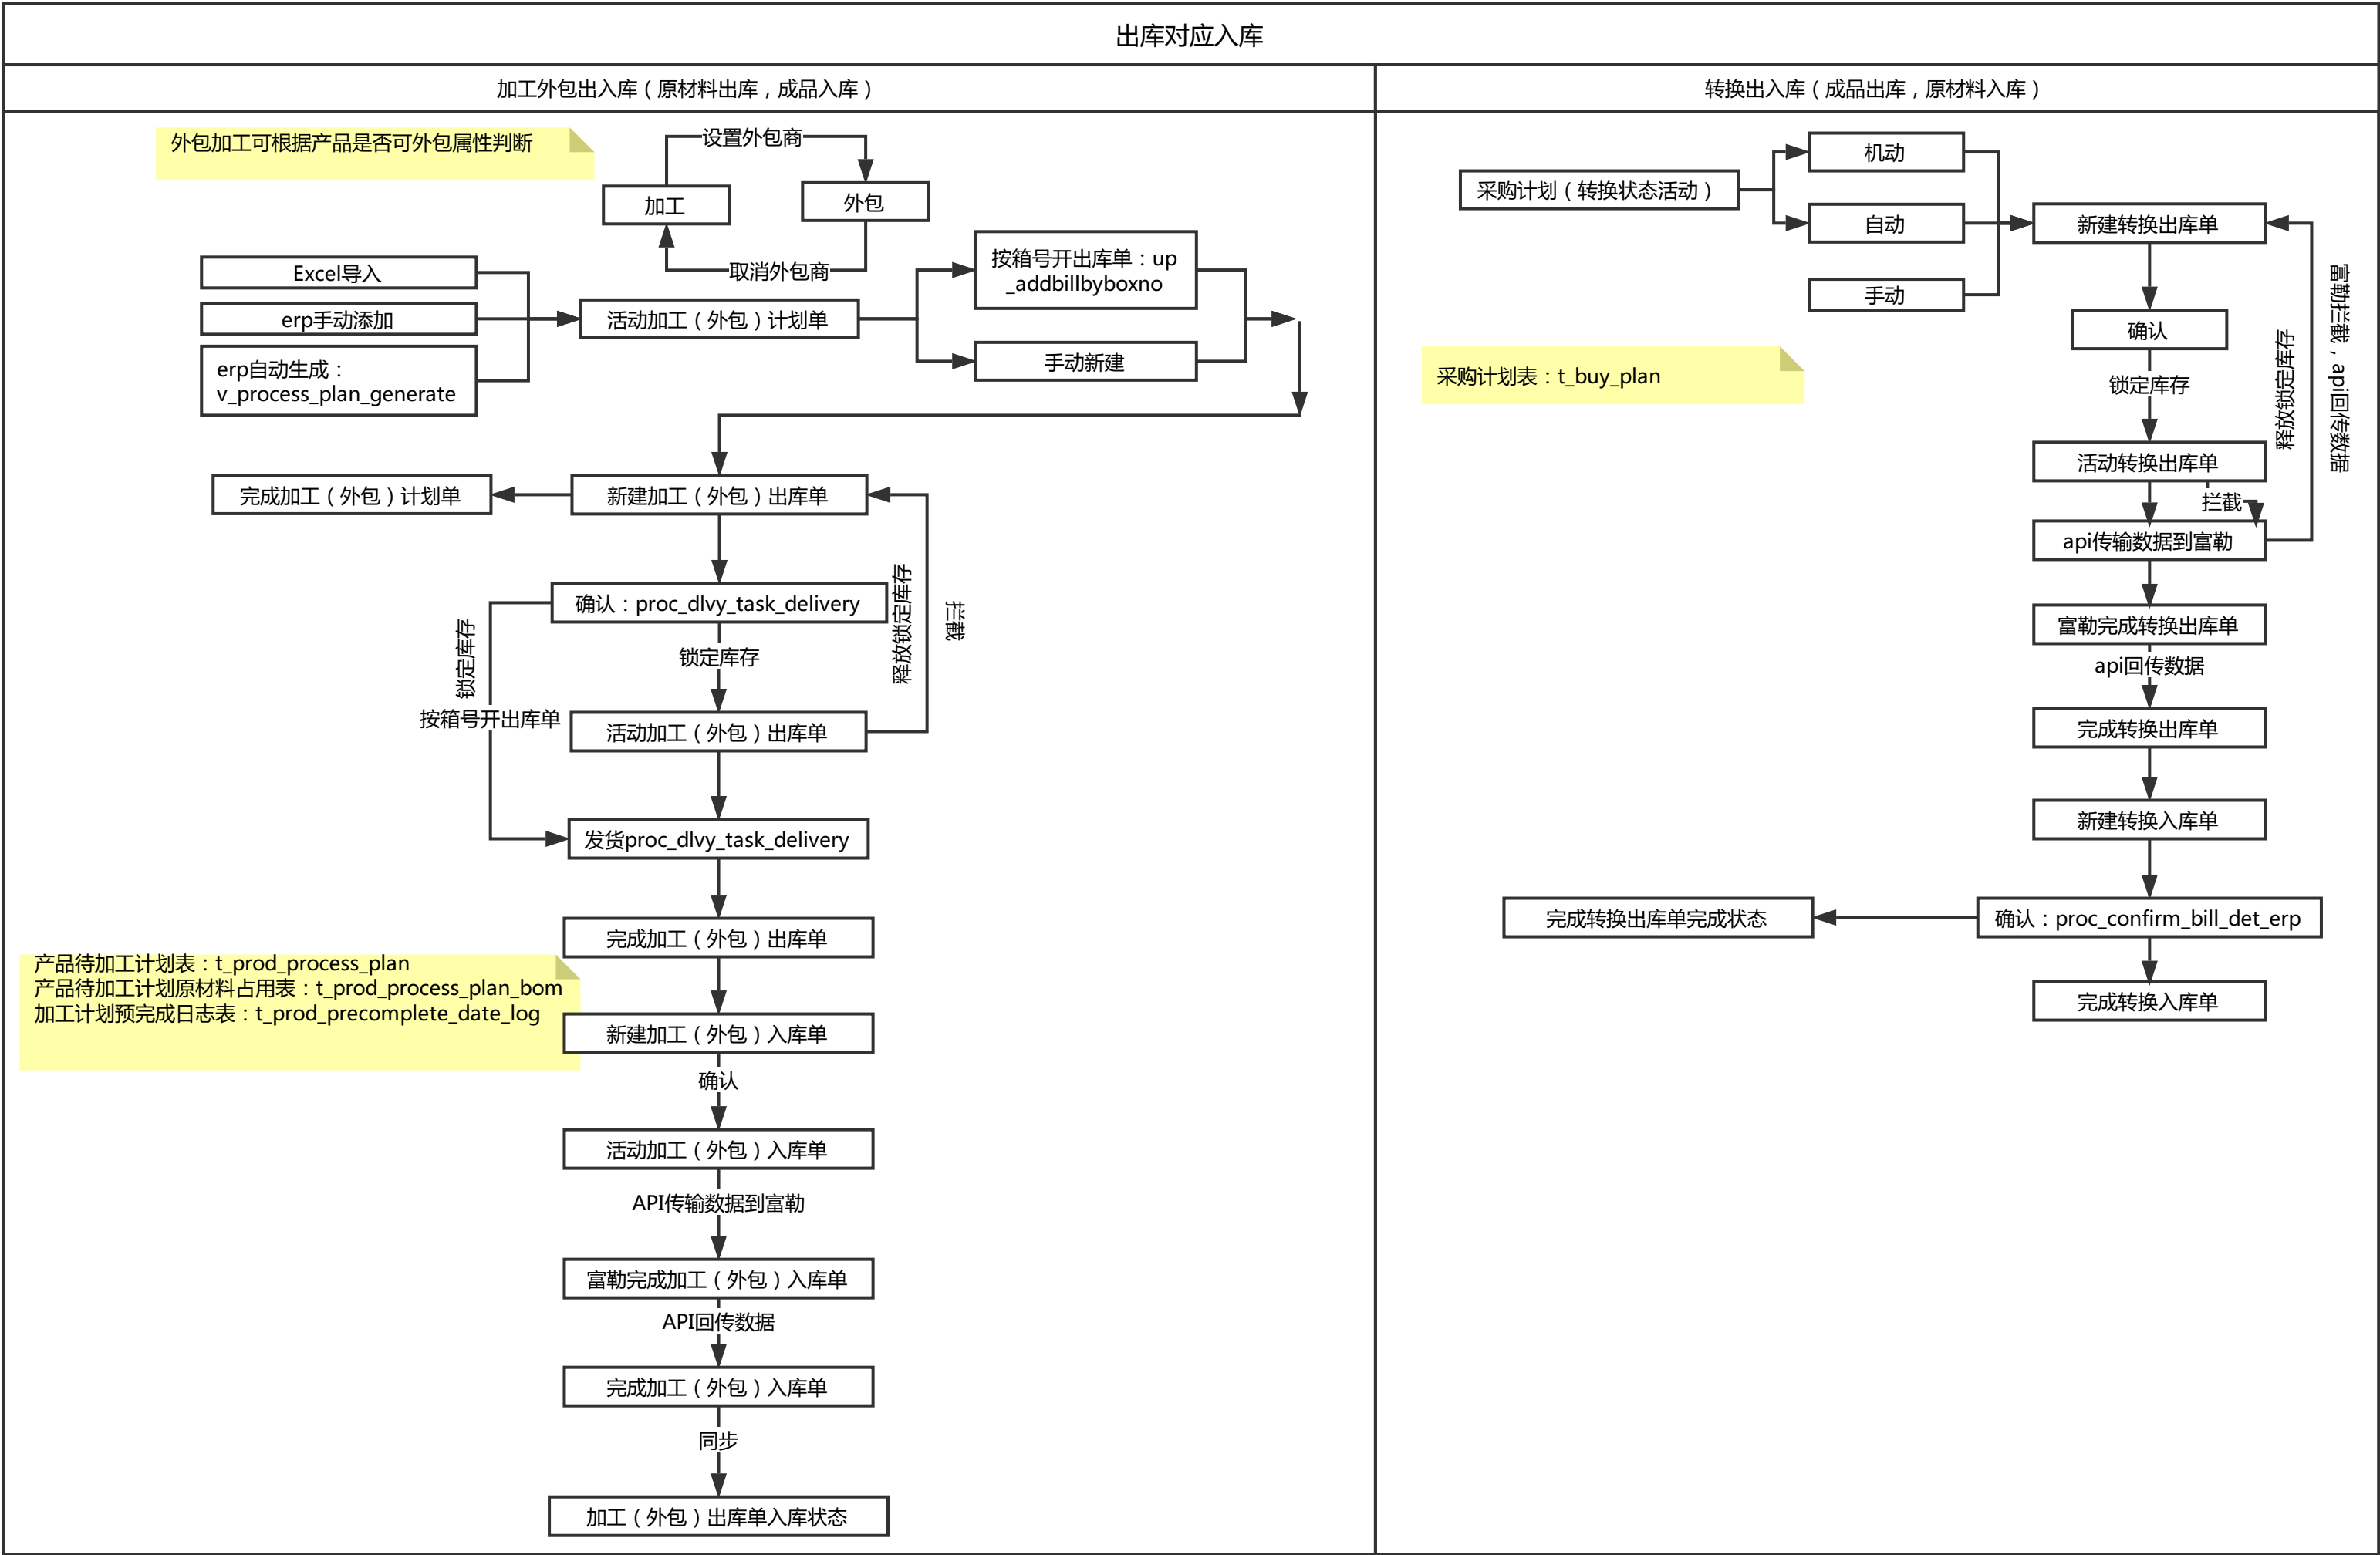 出库对应入库
加工外包出入库（原材料出库，成品入库）
转换出入库（成品出库，原材料入库）
外包加工可根据产品是否可外包属性判断
设置外包商
加工
外包
取消外包商
Excel导入
erp手动添加
erp自动生成：
v_process_plan_generate
活动加工（外包）计划单
按箱号开出库单：up
_addbillbyboxno
手动新建
完成加工（外包）计划单
新建加工（外包）出库单
确认：proc_dlvy_task_delivery
锁定库存
释放锁定库存
拦截
锁定库存
按箱号开出库单
活动加工（外包）出库单
发货proc_dlvy_task_delivery
完成加工（外包）出库单
产品待加工计划表：t_prod_process_plan
产品待加工计划原材料占用表：t_prod_process_plan_bom
加工计划预完成日志表：t_prod_precomplete_date_log
新建加工（外包）入库单
确认
活动加工（外包）入库单
API传输数据到富勒
富勒完成加工（外包）入库单
API回传数据
完成加工（外包）入库单
同步
加工（外包）出库单入库状态
采购计划（转换状态活动）
机动
自动
手动
新建转换出库单
确认
采购计划表：t_buy_plan
锁定库存
释放锁定库存
富勒拦截，api回传数据
活动转换出库单
拦截
api传输数据到富勒
富勒完成转换出库单
api回传数据
完成转换出库单
新建转换入库单
完成转换出库单完成状态
确认：proc_confirm_bill_det_erp
完成转换入库单